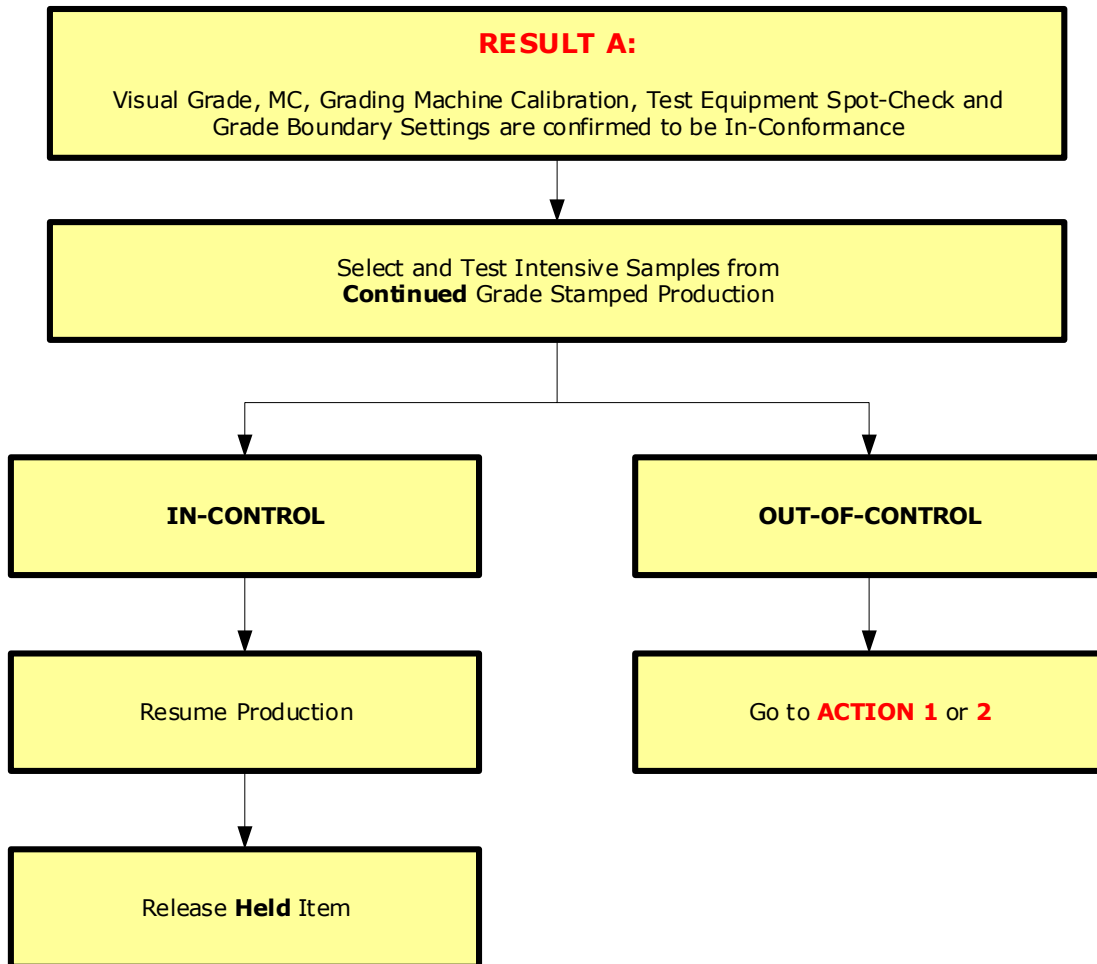 RESULT A:
Visual Grade, MC, Grading Machine Calibration, Test Equipment Spot-Check and
Grade Boundary Settings are confirmed to be In-Conformance
Select and Test Intensive Samples from
Continued Grade Stamped Production
IN-CONTROL
OUT-OF-CONTROL
Resume Production
Go to ACTION 1 or 2
Release Held Item